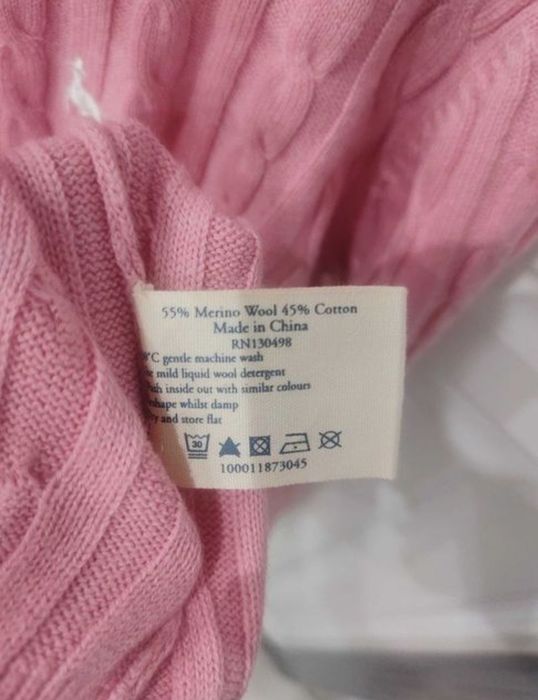 55% Merino Wool 45% Cotton
Made in China
RN130498
°C gentle machine wash
mild liquid wool detergent
inside out with similar colours
shape whilst damp
and store flat
30
100011873045